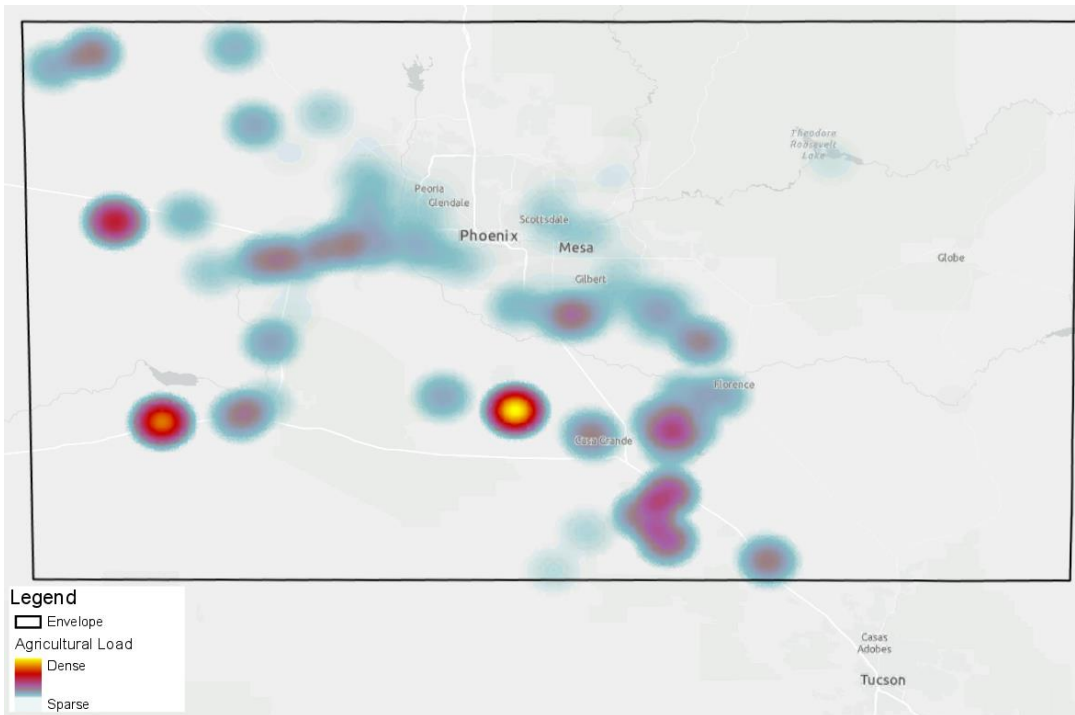 Theodore
Roosevelt
Lake
Peoria
Glendale
Scottsdale
Phoenix
Mesa
Globe
Gilbert
Florence
Casa Grande
Legend
Envelope
Agricultural Load
Dense
Sparse
Casas
Adobes
Tucson